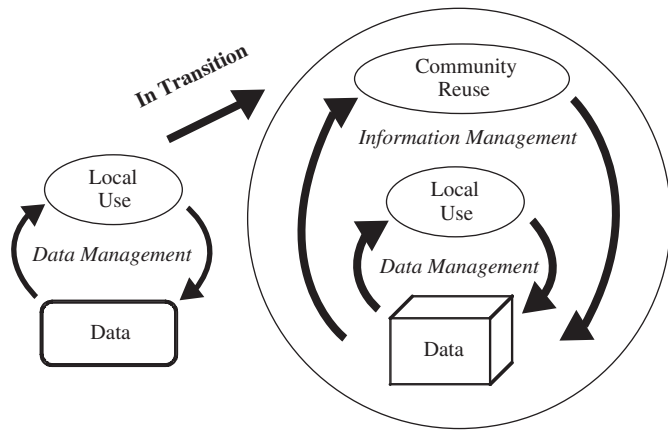 In Transition
Local
Use
Data Management
Data
Community
Reuse
Information Management
Local
Use
Data Management
Data